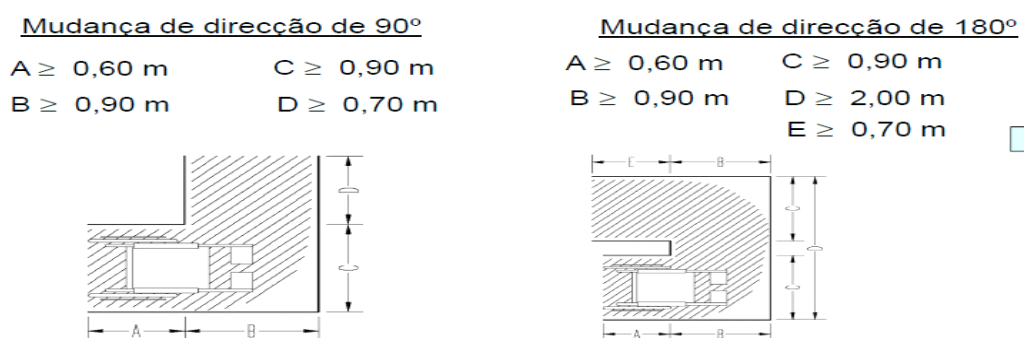 Mudança de direcção de 90º
A ≥ 0,60 m C ≥ 0,90 m
B ≥ 0,90 m D ≥ 0,70 m
D
C
A B
Mudança de direcção de 180º
A ≥ 0,60 m C ≥ 0,90 m
B ≥ 0,90 m D ≥ 2,00 m
E ≥ 0,70 m
E B
C
D
C
A B